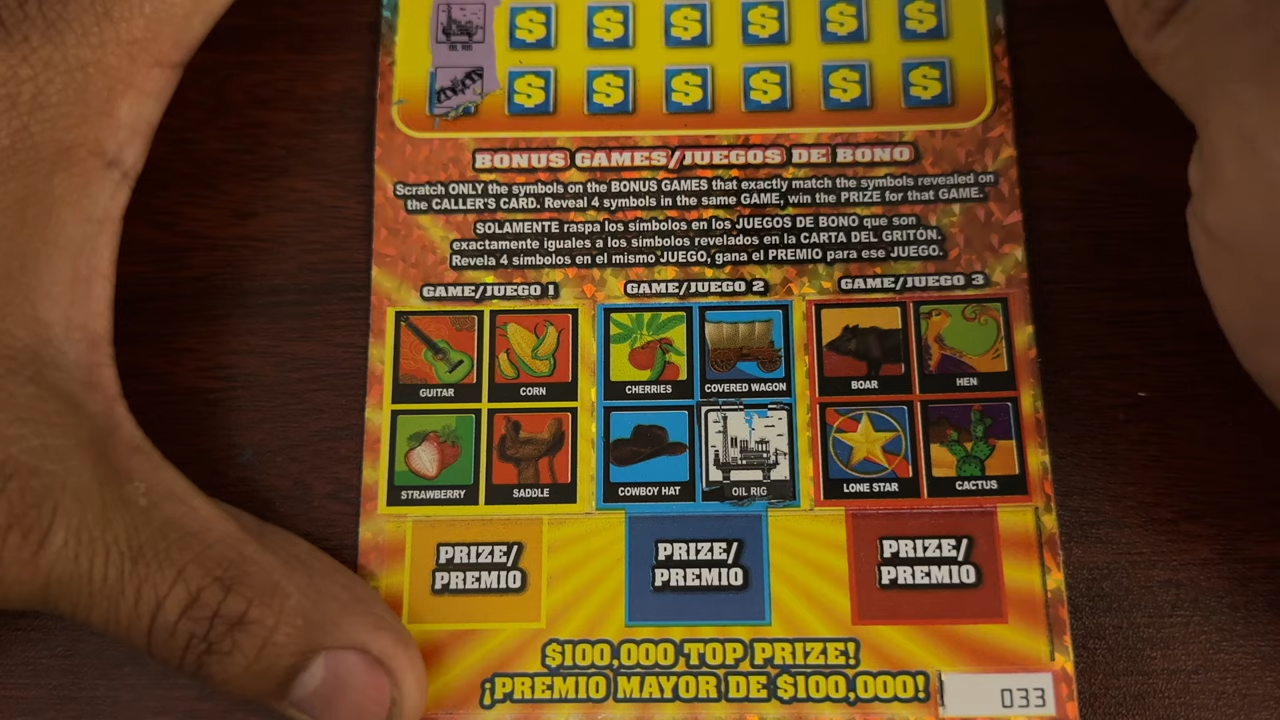 OIL RIG
$ $ $ $ $ $
$ $ $ $ $ $
BONUS GAMES/JUEGOS DE BONO
Scratch ONLY the symbols on the BONUS GAMES that exactly match the symbols revealed on
the CALLER'S CARD. Reveal 4 symbols in the same GAME, win the PRIZE for that GAME.
SOLAMENTE raspa los símbolos en los JUEGOS DE BONO que son
exactamente iguales a los símbolos revelados en la CARTA DEL GRITÓN.
Revela 4 símbolos en el mismo JUEGO, gana el PREMIO para ese JUEGO.
GAME/JUEGO 1 GAME/JUEGO 2 GAME/JUEGO 3
GUITAR CORN CHERRIES COVERED WAGON BOAR HEN
STRAWBERRY SADDLE COWBOY HAT OIL RIG LONE STAR CACTUS
PRIZE/ PRIZE/ PRIZE/
PREMIO PREMIO PREMIO
$100,000 TOP PRIZE!
¡PREMIO MAYOR DE $100,000!
033